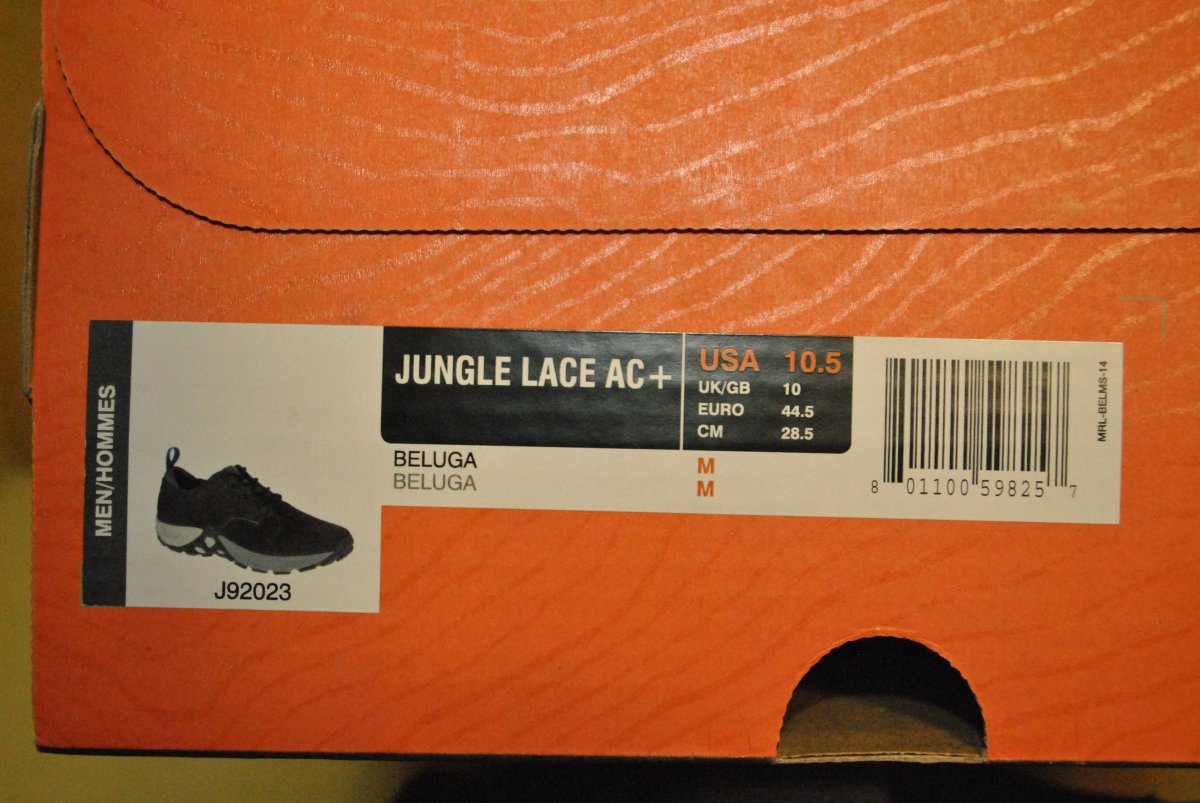 MEN/HOMMES
J92023
JUNGLE LACE AC+
BELUGA
BELUGA
USA 10.5
UK/GB 10
EURO 44.5
CM 28.5
M
M
8 01100 59825 7
MRL-BELMS-14